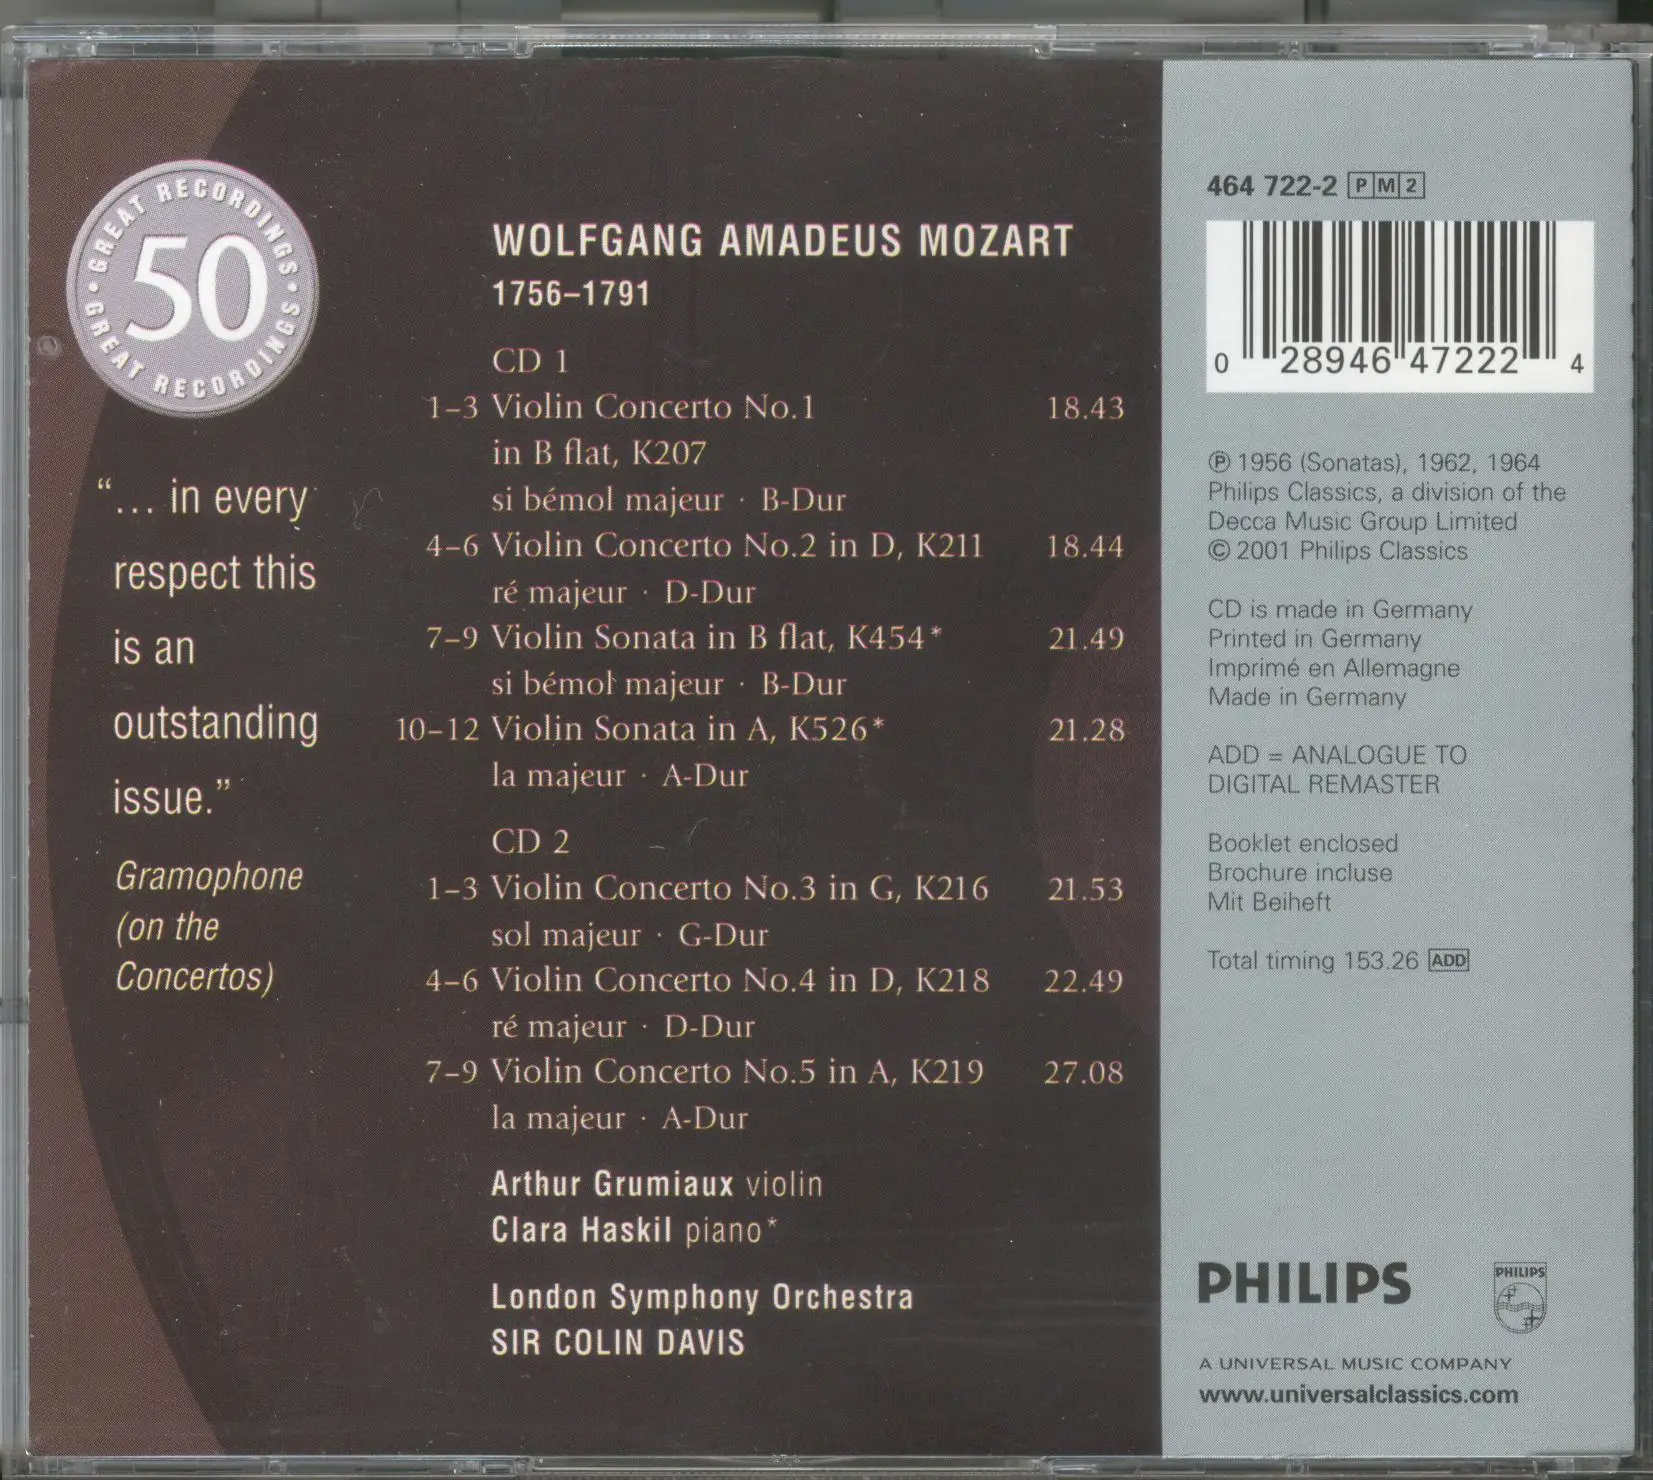 GREAT RECORDINGS · GREAT RECORDINGS ·
50
“… in every
respect this
is an
outstanding
issue.”
Gramophone
(on the
Concertos)
WOLFGANG AMADEUS MOZART
1756–1791
CD 1
1–3 Violin Concerto No.1 18.43
in B flat, K207
si bémol majeur · B-Dur
4–6 Violin Concerto No.2 in D, K211 18.44
ré majeur · D-Dur
7–9 Violin Sonata in B flat, K454* 21.49
si bémol majeur · B-Dur
10–12 Violin Sonata in A, K526* 21.28
la majeur · A-Dur
CD 2
1–3 Violin Concerto No.3 in G, K216 21.53
sol majeur · G-Dur
4–6 Violin Concerto No.4 in D, K218 22.49
ré majeur · D-Dur
7–9 Violin Concerto No.5 in A, K219 27.08
la majeur · A-Dur
Arthur Grumiaux violin
Clara Haskil piano*
London Symphony Orchestra
SIR COLIN DAVIS
464 722-2 P M 2
0 28946 47222 4
℗ 1956 (Sonatas), 1962, 1964
Philips Classics, a division of the
Decca Music Group Limited
© 2001 Philips Classics
CD is made in Germany
Printed in Germany
Imprimé en Allemagne
Made in Germany
ADD = ANALOGUE TO
DIGITAL REMASTER
Booklet enclosed
Brochure incluse
Mit Beiheft
Total timing 153.26 ADD
PHILIPS
PHILIPS
A UNIVERSAL MUSIC COMPANY
www.universalclassics.com